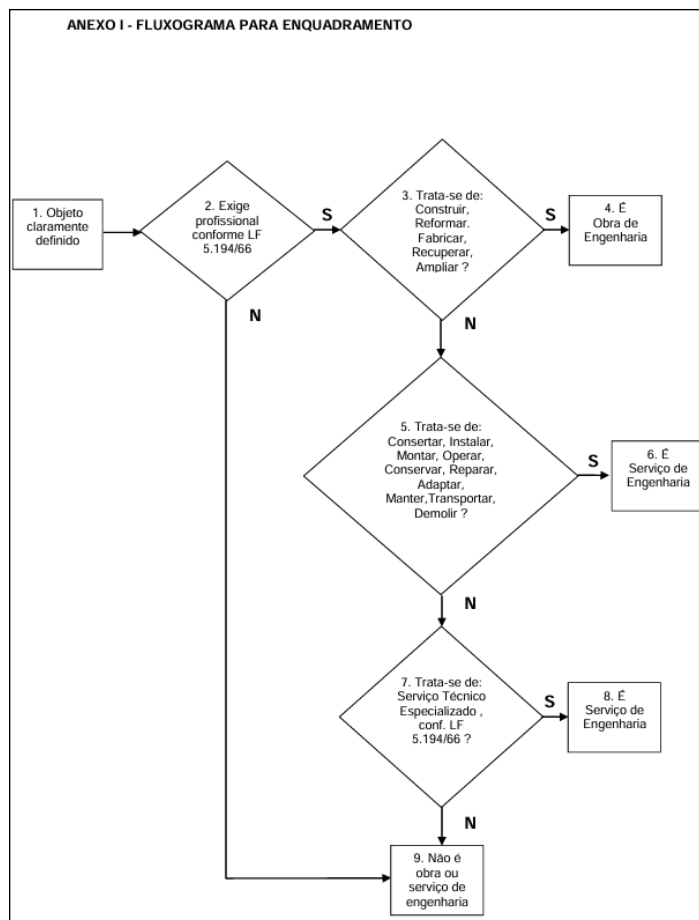 ANEXO I - FLUXOGRAMA PARA ENQUADRAMENTO
1. Objeto
claramente
definido
2. Exige
profissional
conforme LF
5.194/66
S
N
3. Trata-se de:
Construir,
Reformar.
Fabricar,
Recuperar,
Ampliar ?
S
N
4. É
Obra de
Engenharia
5. Trata-se de:
Consertar, Instalar,
Montar, Operar,
Conservar, Reparar,
Adaptar,
Manter,Transportar,
Demolir ?
S
N
6. É
Serviço de
Engenharia
7. Trata-se de:
Serviço Técnico
Especializado ,
conf. LF
5.194/66 ?
S
N
8. É
Serviço de
Engenharia
9. Não é
obra ou
serviço de
engenharia